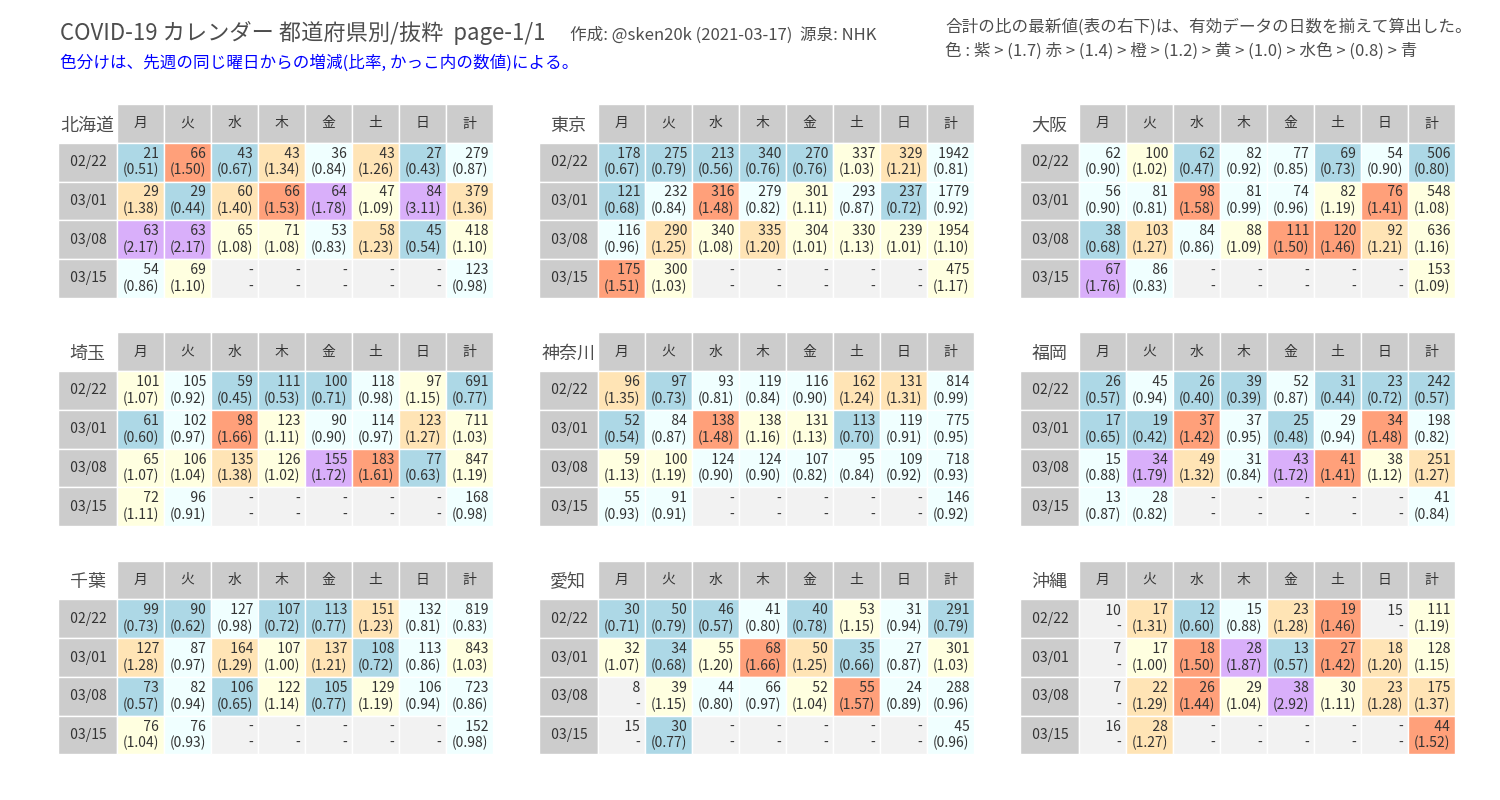 COVID-19 カレンダー 都道府県別/抜粋 page-1/1 作成: @sken20k (2021-03-17) 源泉: NHK
合計の比の最新値(表の右下)は、有効データの日数を揃えて算出した。
色分けは、先週の同じ曜日からの増減(比率, かっこ内の数値)による。
色 : 紫 > (1.7) 赤 > (1.4) > 橙 > (1.2) > 黄 > (1.0) > 水色 > (0.8) > 青
北海道 月 火 水 木 金 土 日 計
02/22 21 66 43 43 36 43 27 279
(0.51) (1.50) (0.67) (1.34) (0.84) (1.26) (0.43) (0.87)
03/01 29 29 60 66 64 47 84 379
(1.38) (0.44) (1.40) (1.53) (1.78) (1.09) (3.11) (1.36)
03/08 63 63 65 71 53 58 45 418
(2.17) (2.17) (1.08) (1.08) (0.83) (1.23) (0.54) (1.10)
03/15 54 69 - - - - - 123
(0.86) (1.10) - - - - - (0.98)
東京 月 火 水 木 金 土 日 計
02/22 178 275 213 340 270 337 329 1942
(0.67) (0.79) (0.56) (0.76) (0.76) (1.03) (1.21) (0.81)
03/01 121 232 316 279 301 293 237 1779
(0.68) (0.84) (1.48) (0.82) (1.11) (0.87) (0.72) (0.92)
03/08 116 290 340 335 304 330 239 1954
(0.96) (1.25) (1.08) (1.20) (1.01) (1.13) (1.01) (1.10)
03/15 175 300 - - - - - 475
(1.51) (1.03) - - - - - (1.17)
大阪 月 火 水 木 金 土 日 計
02/22 62 100 62 82 77 69 54 506
(0.90) (1.02) (0.47) (0.92) (0.85) (0.73) (0.90) (0.80)
03/01 56 81 98 81 74 82 76 548
(0.90) (0.81) (1.58) (0.99) (0.96) (1.19) (1.41) (1.08)
03/08 38 103 84 88 111 120 92 636
(0.68) (1.27) (0.86) (1.09) (1.50) (1.46) (1.21) (1.16)
03/15 67 86 - - - - - 153
(1.76) (0.83) - - - - - (1.09)
埼玉 月 火 水 木 金 土 日 計
02/22 101 105 59 111 100 118 97 691
(1.07) (0.92) (0.45) (0.53) (0.71) (0.98) (1.15) (0.77)
03/01 61 102 98 123 90 114 123 711
(0.60) (0.97) (1.66) (1.11) (0.90) (0.97) (1.27) (1.03)
03/08 65 106 135 126 155 183 77 847
(1.07) (1.04) (1.38) (1.02) (1.72) (1.61) (0.63) (1.19)
03/15 72 96 - - - - - 168
(1.11) (0.91) - - - - - (0.98)
神奈川 月 火 水 木 金 土 日 計
02/22 96 97 93 119 116 162 131 814
(1.35) (0.73) (0.81) (0.84) (0.90) (1.24) (1.31) (0.99)
03/01 52 84 138 138 131 113 119 775
(0.54) (0.87) (1.48) (1.16) (1.13) (0.70) (0.91) (0.95)
03/08 59 100 124 124 107 95 109 718
(1.13) (1.19) (0.90) (0.90) (0.82) (0.84) (0.92) (0.93)
03/15 55 91 - - - - - 146
(0.93) (0.91) - - - - - (0.92)
福岡 月 火 水 木 金 土 日 計
02/22 26 45 26 39 52 31 23 242
(0.57) (0.94) (0.40) (0.39) (0.87) (0.44) (0.72) (0.57)
03/01 17 19 37 37 25 29 34 198
(0.65) (0.42) (1.42) (0.95) (0.48) (0.94) (1.48) (0.82)
03/08 15 34 49 31 43 41 38 251
(0.88) (1.79) (1.32) (0.84) (1.72) (1.41) (1.12) (1.27)
03/15 13 28 - - - - - 41
(0.87) (0.82) - - - - - (0.84)
千葉 月 火 水 木 金 土 日 計
02/22 99 90 127 107 113 151 132 819
(0.73) (0.62) (0.98) (0.72) (0.77) (1.23) (0.81) (0.83)
03/01 127 87 164 107 137 108 113 843
(1.28) (0.97) (1.29) (1.00) (1.21) (0.72) (0.86) (1.03)
03/08 73 82 106 122 105 129 106 723
(0.57) (0.94) (0.65) (1.14) (0.77) (1.19) (0.94) (0.86)
03/15 76 76 - - - - - 152
(1.04) (0.93) - - - - - (0.98)
愛知 月 火 水 木 金 土 日 計
02/22 30 50 46 41 40 53 31 291
(0.71) (0.79) (0.57) (0.80) (0.78) (1.15) (0.94) (0.79)
03/01 32 34 55 68 50 35 27 301
(1.07) (0.68) (1.20) (1.66) (1.25) (0.66) (0.87) (1.03)
03/08 8 39 44 66 52 55 24 288
- (1.15) (0.80) (0.97) (1.04) (1.57) (0.89) (0.96)
03/15 15 30 - - - - - 45
- (0.77) - - - - - (0.96)
沖縄 月 火 水 木 金 土 日 計
02/22 10 17 12 15 23 19 15 111
- (1.31) (0.60) (0.88) (1.28) (1.46) - (1.19)
03/01 7 17 18 28 13 27 18 128
- (1.00) (1.50) (1.87) (0.57) (1.42) (1.20) (1.15)
03/08 7 22 26 29 38 30 23 175
- (1.29) (1.44) (1.04) (2.92) (1.11) (1.28) (1.37)
03/15 16 28 - - - - - 44
- (1.27) - - - - - (1.52)